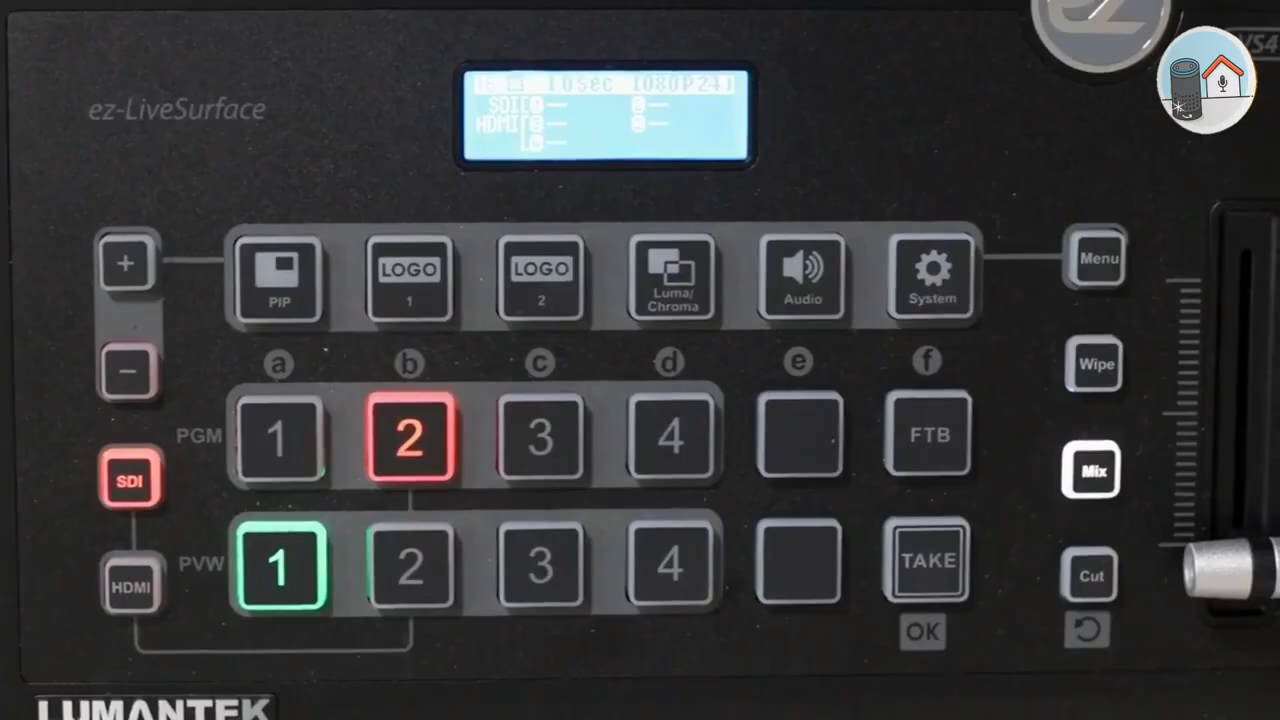 VS4
ez-LiveSurface
10sec 1080P24
SDI
HDMI
+
PIP
LOGO
1
LOGO
2
Luma/
Chroma
Audio
System
Menu
−
a b c d e f
Wipe
PGM
1 2 3 4
FTB
SDI
Mix
PVW
1 2 3 4
TAKE
HDMI
Cut
OK
LUMANTEK